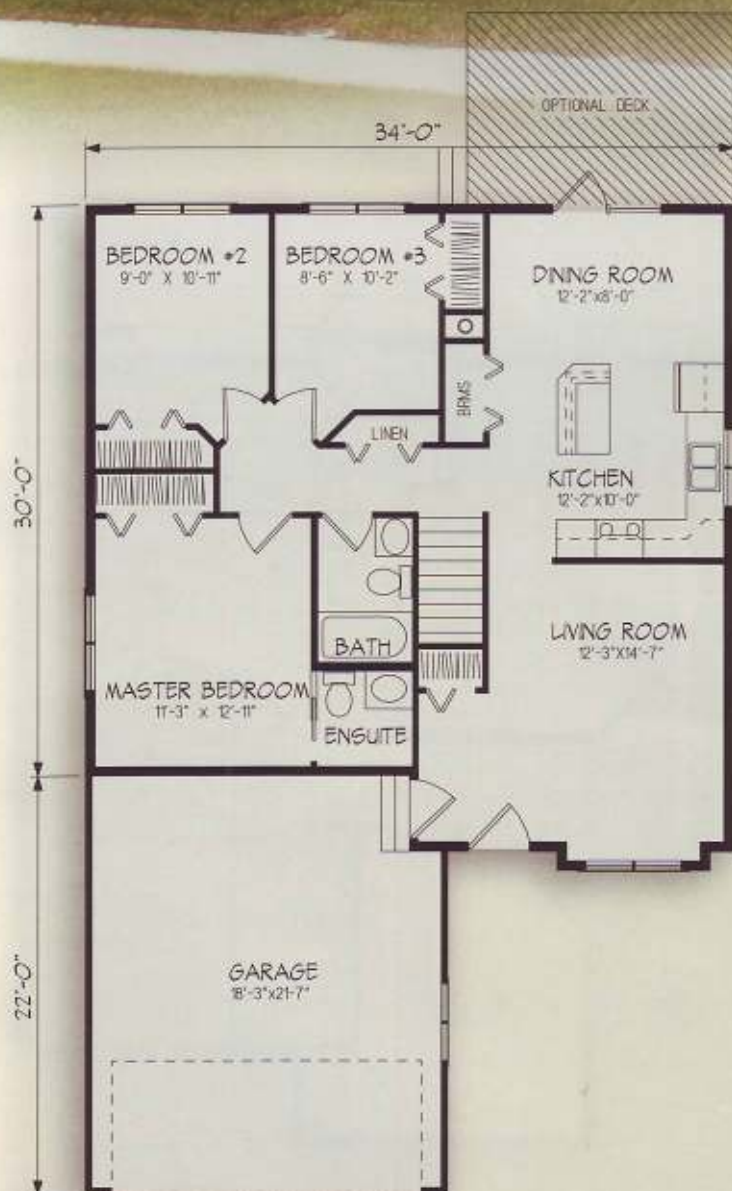 OPTIONAL DECK
34'-0"
BEDROOM #2
9'-0" X 10'-11"
BEDROOM #3
8'-6" X 10'-2"
DINING ROOM
12'-2"x8'-0"
BRMS
LINEN
KITCHEN
12'-2"x10'-0"
30'-0"
BATH
LIVING ROOM
12'-3"X14'-7"
MASTER BEDROOM
11'-3" x 12'-11"
ENSUITE
22'-0"
GARAGE
18'-3"x21-7"